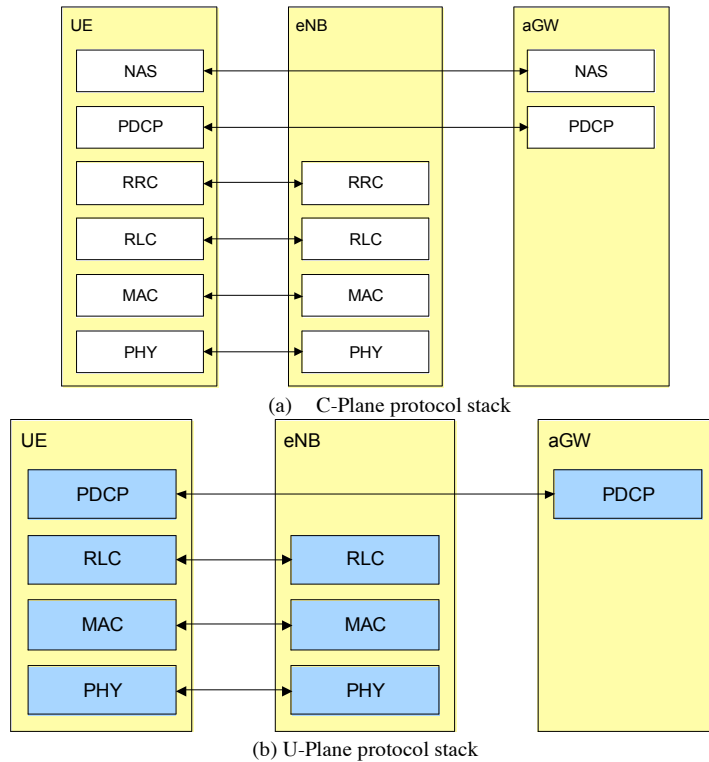 UE eNB aGW
NAS NAS
PDCP PDCP
RRC RRC
RLC RLC
MAC MAC
PHY PHY
(a) C-Plane protocol stack
UE eNB aGW
PDCP PDCP
RLC RLC
MAC MAC
PHY PHY
(b) U-Plane protocol stack